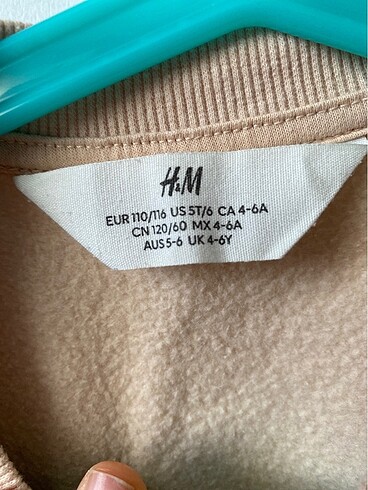 H&M
EUR 110/116 US 5T/6 CA 4-6A
CN 120/60 MX 4-6A
AUS 5-6 UK 4-6Y